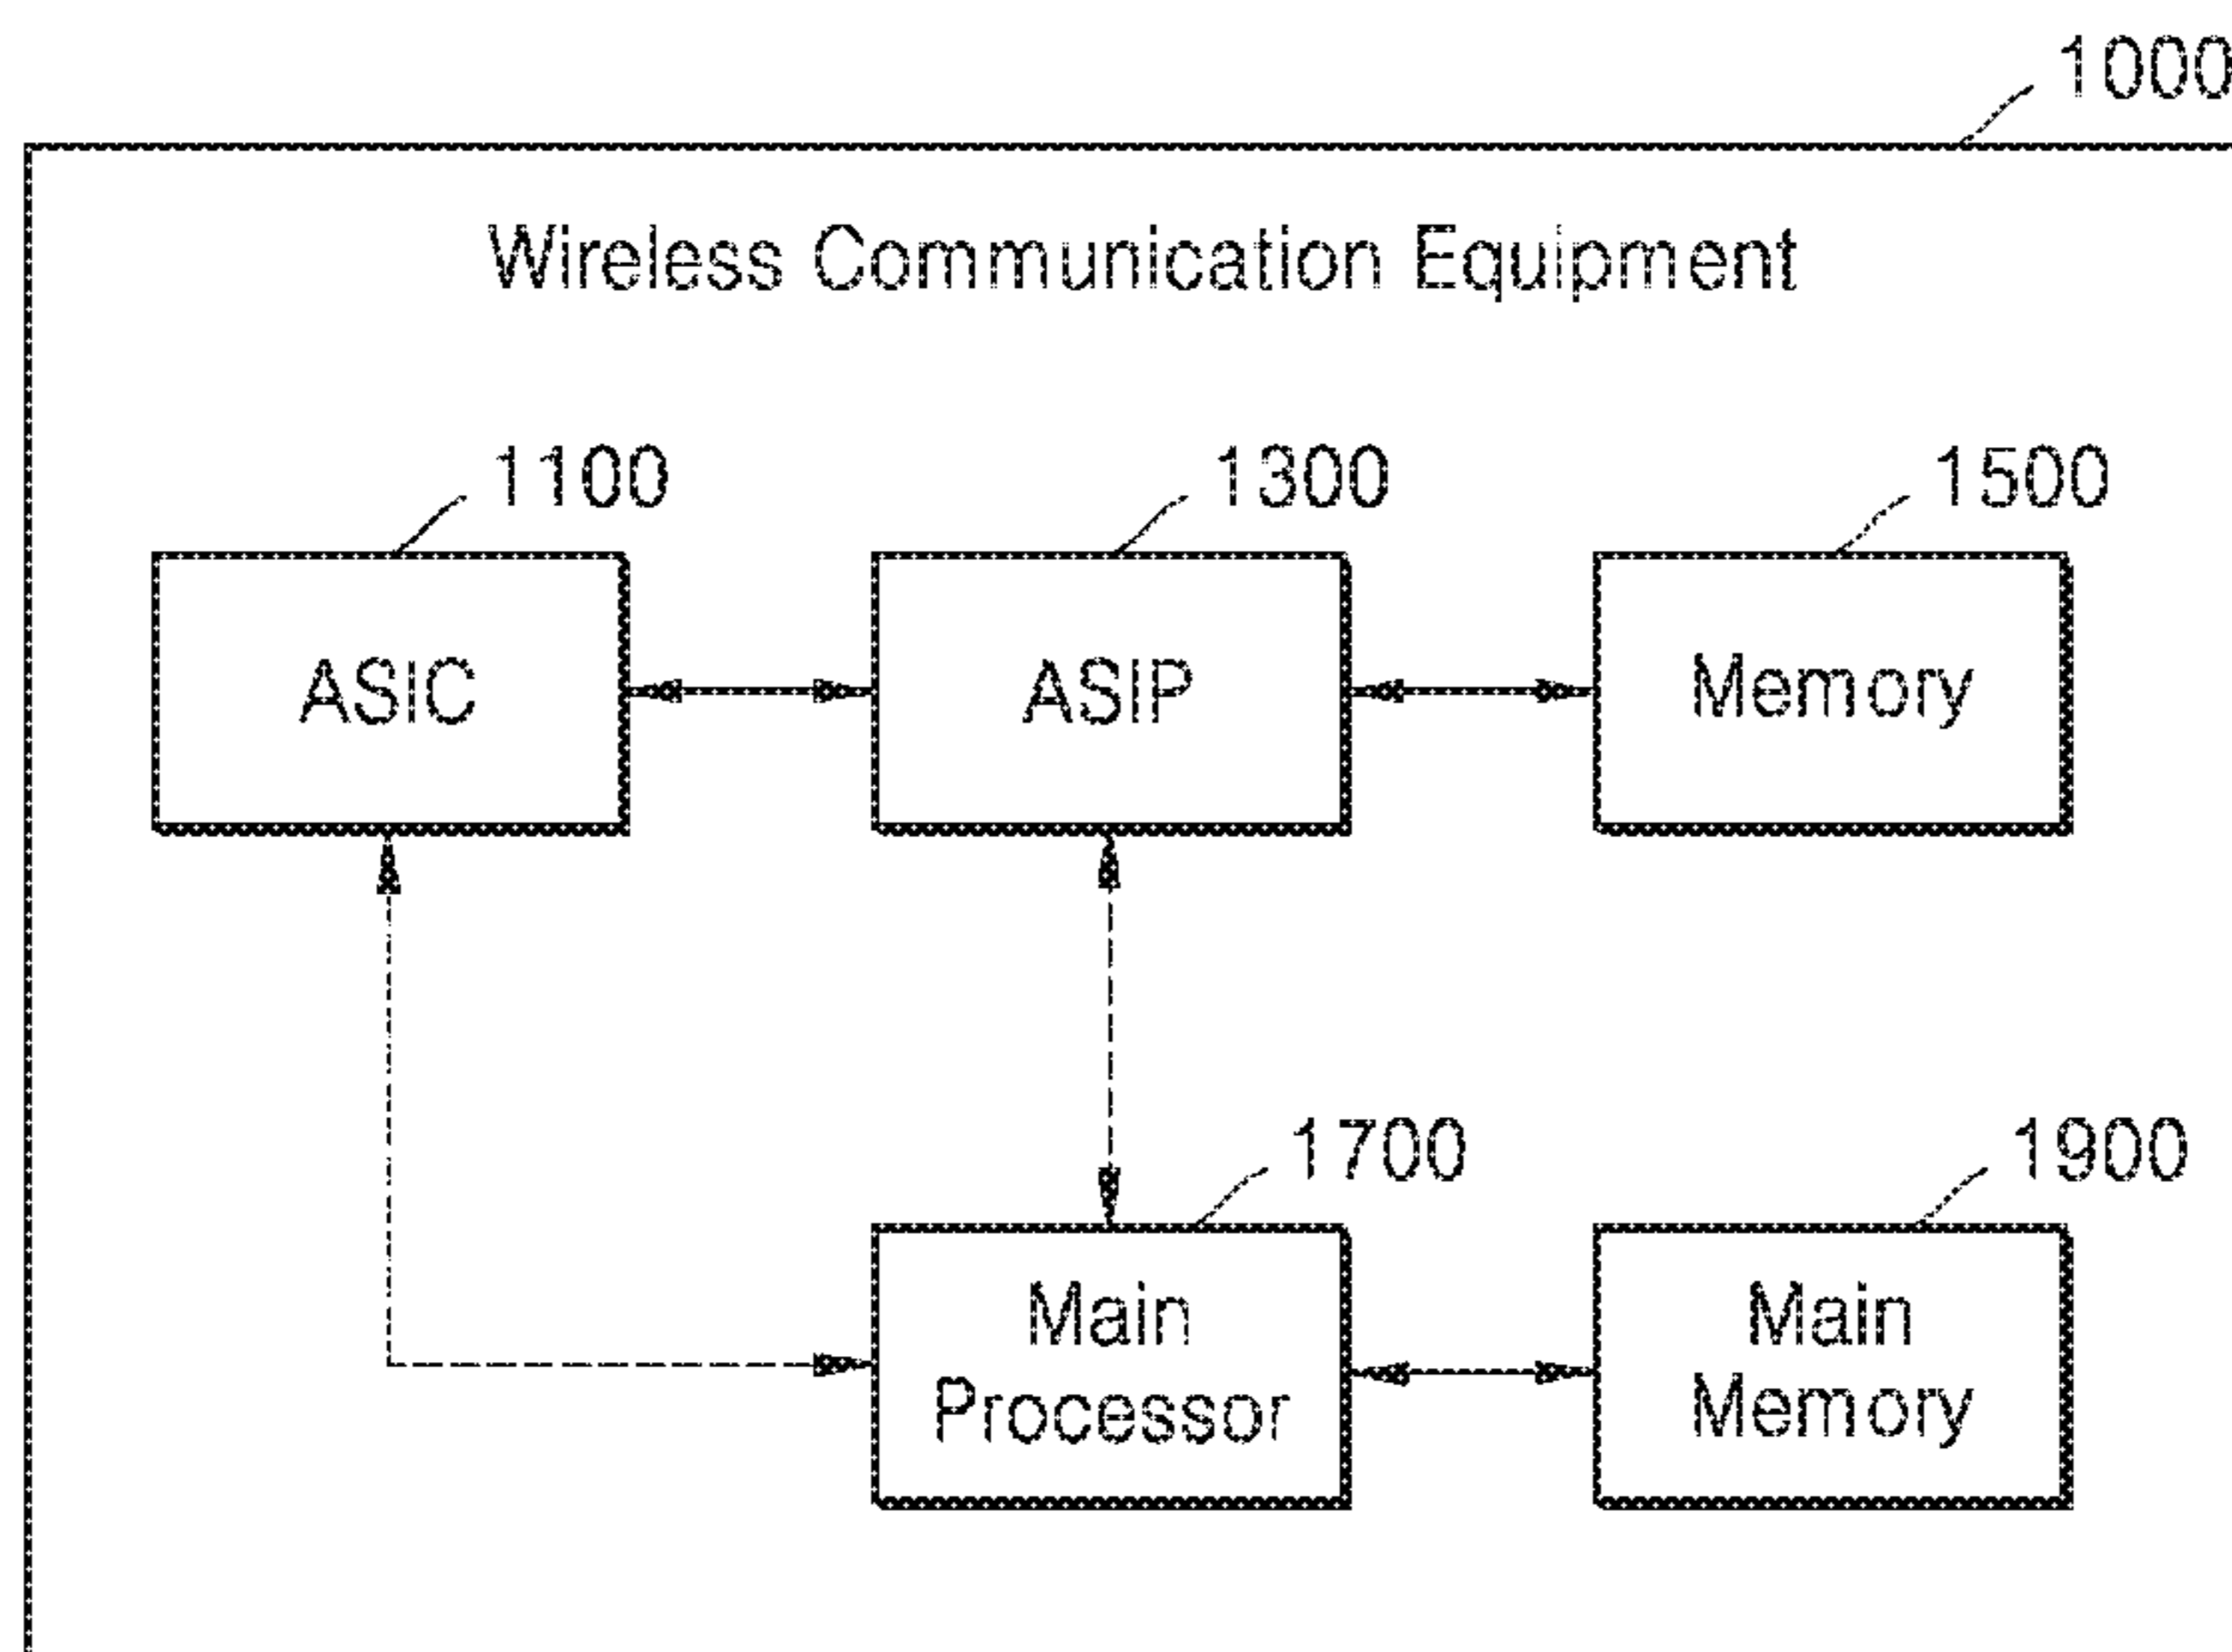 1000
Wireless Communication Equipment
1100
1300
1500
ASIC
ASIP
Memory
1700
1900
Main
Processor
Main
Memory